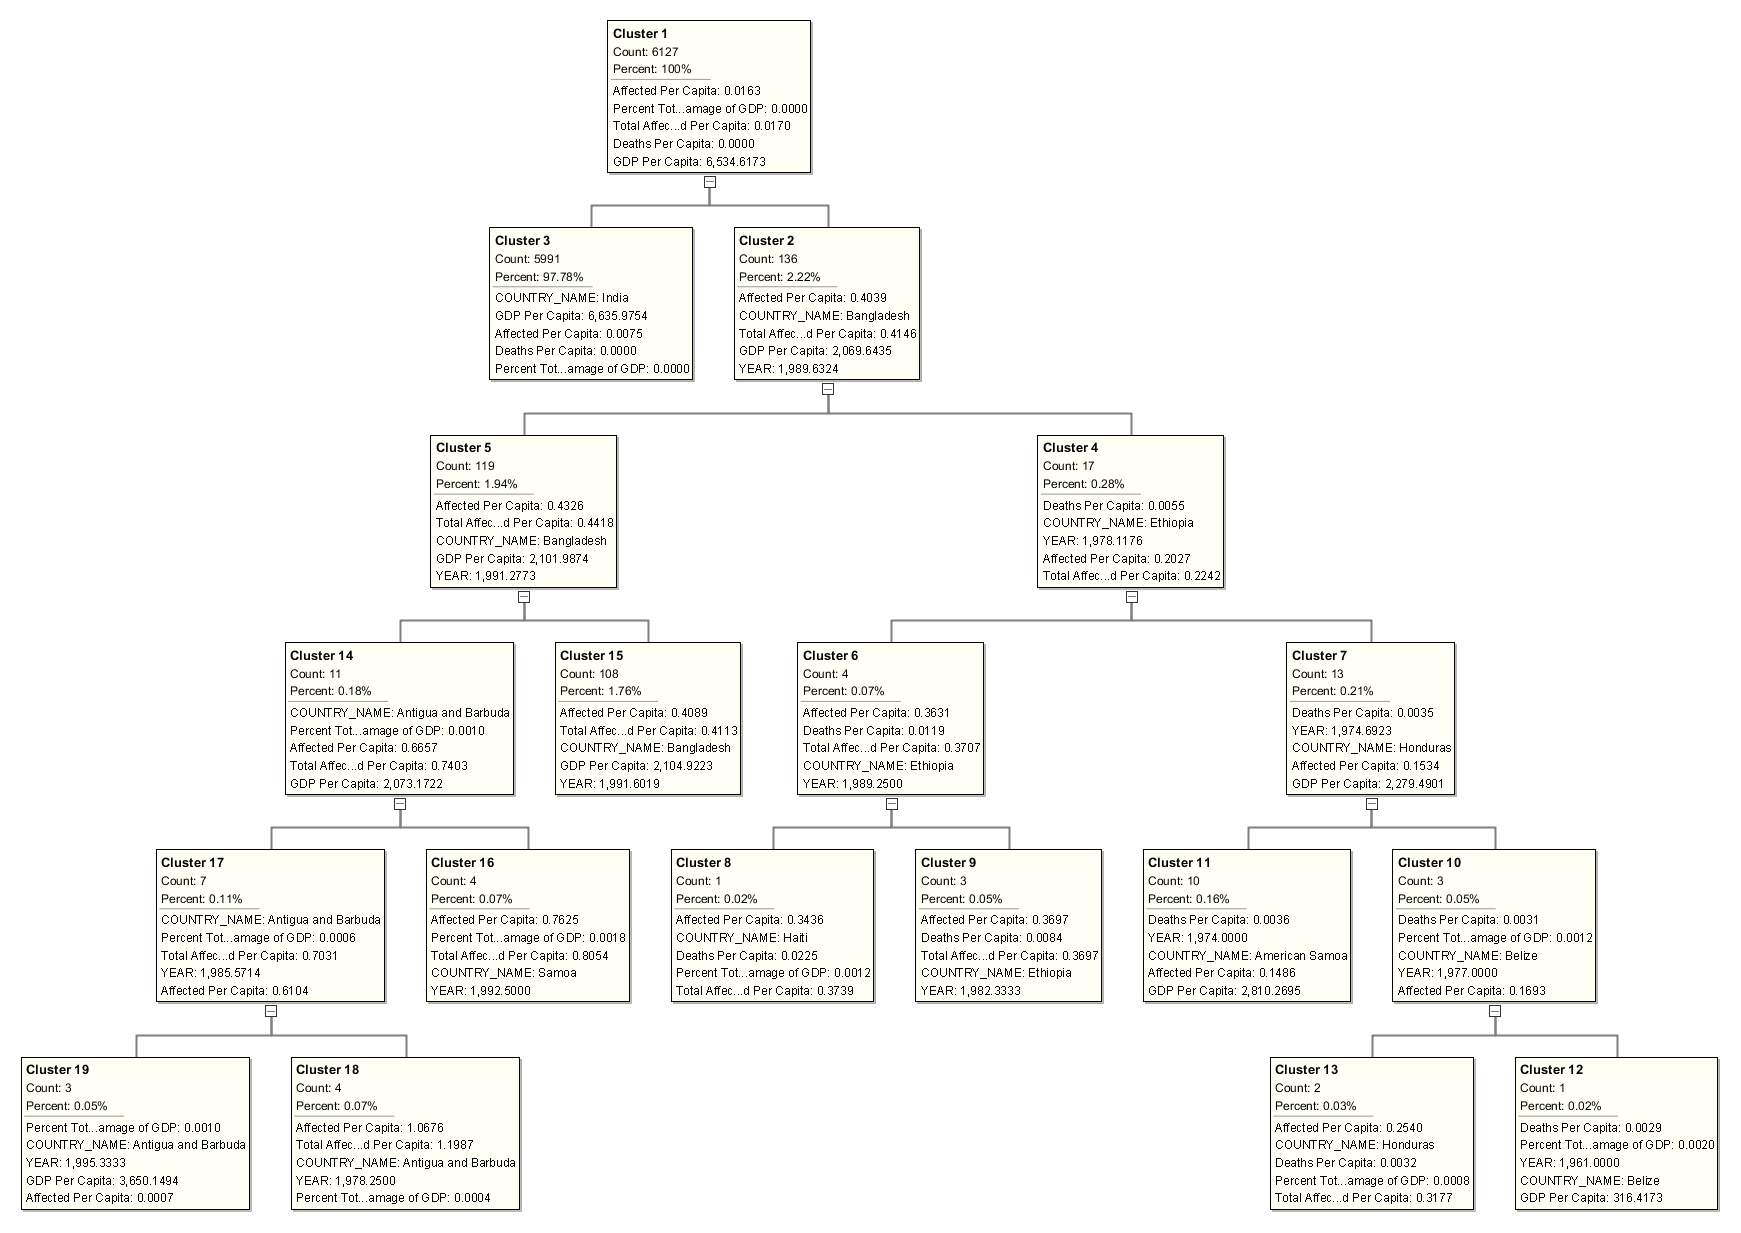 Cluster 1
Count: 6127
Percent: 100%
Affected Per Capita: 0.0163
Percent Tot...amage of GDP: 0.0000
Total Affec...d Per Capita: 0.0170
Deaths Per Capita: 0.0000
GDP Per Capita: 6,534.6173
Cluster 3
Count: 5991
Percent: 97.78%
COUNTRY_NAME: India
GDP Per Capita: 6,635.9754
Affected Per Capita: 0.0075
Deaths Per Capita: 0.0000
Percent Tot...amage of GDP: 0.0000
Cluster 2
Count: 136
Percent: 2.22%
Affected Per Capita: 0.4039
COUNTRY_NAME: Bangladesh
Total Affec...d Per Capita: 0.4146
GDP Per Capita: 2,069.6435
YEAR: 1,989.6324
Cluster 5
Count: 119
Percent: 1.94%
Affected Per Capita: 0.4326
Total Affec...d Per Capita: 0.4418
COUNTRY_NAME: Bangladesh
GDP Per Capita: 2,101.9874
YEAR: 1,991.2773
Cluster 4
Count: 17
Percent: 0.28%
Deaths Per Capita: 0.0055
COUNTRY_NAME: Ethiopia
YEAR: 1,978.1176
Affected Per Capita: 0.2027
Total Affec...d Per Capita: 0.2242
Cluster 14
Count: 11
Percent: 0.18%
COUNTRY_NAME: Antigua and Barbuda
Percent Tot...amage of GDP: 0.0010
Affected Per Capita: 0.6657
Total Affec...d Per Capita: 0.7403
GDP Per Capita: 2,073.1722
Cluster 15
Count: 108
Percent: 1.76%
Affected Per Capita: 0.4089
Total Affec...d Per Capita: 0.4113
COUNTRY_NAME: Bangladesh
GDP Per Capita: 2,104.9223
YEAR: 1,991.6019
Cluster 6
Count: 4
Percent: 0.07%
Affected Per Capita: 0.3631
Deaths Per Capita: 0.0119
Total Affec...d Per Capita: 0.3707
COUNTRY_NAME: Ethiopia
YEAR: 1,989.2500
Cluster 7
Count: 13
Percent: 0.21%
Deaths Per Capita: 0.0035
YEAR: 1,974.6923
COUNTRY_NAME: Honduras
Affected Per Capita: 0.1534
GDP Per Capita: 2,279.4901
Cluster 17
Count: 7
Percent: 0.11%
COUNTRY_NAME: Antigua and Barbuda
Percent Tot...amage of GDP: 0.0006
Total Affec...d Per Capita: 0.7031
YEAR: 1,985.5714
Affected Per Capita: 0.6104
Cluster 16
Count: 4
Percent: 0.07%
Affected Per Capita: 0.7625
Percent Tot...amage of GDP: 0.0018
Total Affec...d Per Capita: 0.8054
COUNTRY_NAME: Samoa
YEAR: 1,992.5000
Cluster 8
Count: 1
Percent: 0.02%
Affected Per Capita: 0.3436
COUNTRY_NAME: Haiti
Deaths Per Capita: 0.0225
Percent Tot...amage of GDP: 0.0012
Total Affec...d Per Capita: 0.3739
Cluster 9
Count: 3
Percent: 0.05%
Affected Per Capita: 0.3697
Deaths Per Capita: 0.0084
Total Affec...d Per Capita: 0.3697
COUNTRY_NAME: Ethiopia
YEAR: 1,982.3333
Cluster 11
Count: 10
Percent: 0.16%
Deaths Per Capita: 0.0036
YEAR: 1,974.0000
COUNTRY_NAME: American Samoa
Affected Per Capita: 0.1486
GDP Per Capita: 2,810.2695
Cluster 10
Count: 3
Percent: 0.05%
Deaths Per Capita: 0.0031
Percent Tot...amage of GDP: 0.0012
COUNTRY_NAME: Belize
YEAR: 1,977.0000
Affected Per Capita: 0.1693
Cluster 19
Count: 3
Percent: 0.05%
Percent Tot...amage of GDP: 0.0010
COUNTRY_NAME: Antigua and Barbuda
YEAR: 1,995.3333
GDP Per Capita: 3,650.1494
Affected Per Capita: 0.0007
Cluster 18
Count: 4
Percent: 0.07%
Affected Per Capita: 1.0676
Total Affec...d Per Capita: 1.1987
COUNTRY_NAME: Antigua and Barbuda
YEAR: 1,978.2500
Percent Tot...amage of GDP: 0.0004
Cluster 13
Count: 2
Percent: 0.03%
Affected Per Capita: 0.2540
COUNTRY_NAME: Honduras
Deaths Per Capita: 0.0032
Percent Tot...amage of GDP: 0.0008
Total Affec...d Per Capita: 0.3177
Cluster 12
Count: 1
Percent: 0.02%
Deaths Per Capita: 0.0029
Percent Tot...amage of GDP: 0.0020
YEAR: 1,961.0000
COUNTRY_NAME: Belize
GDP Per Capita: 316.4173